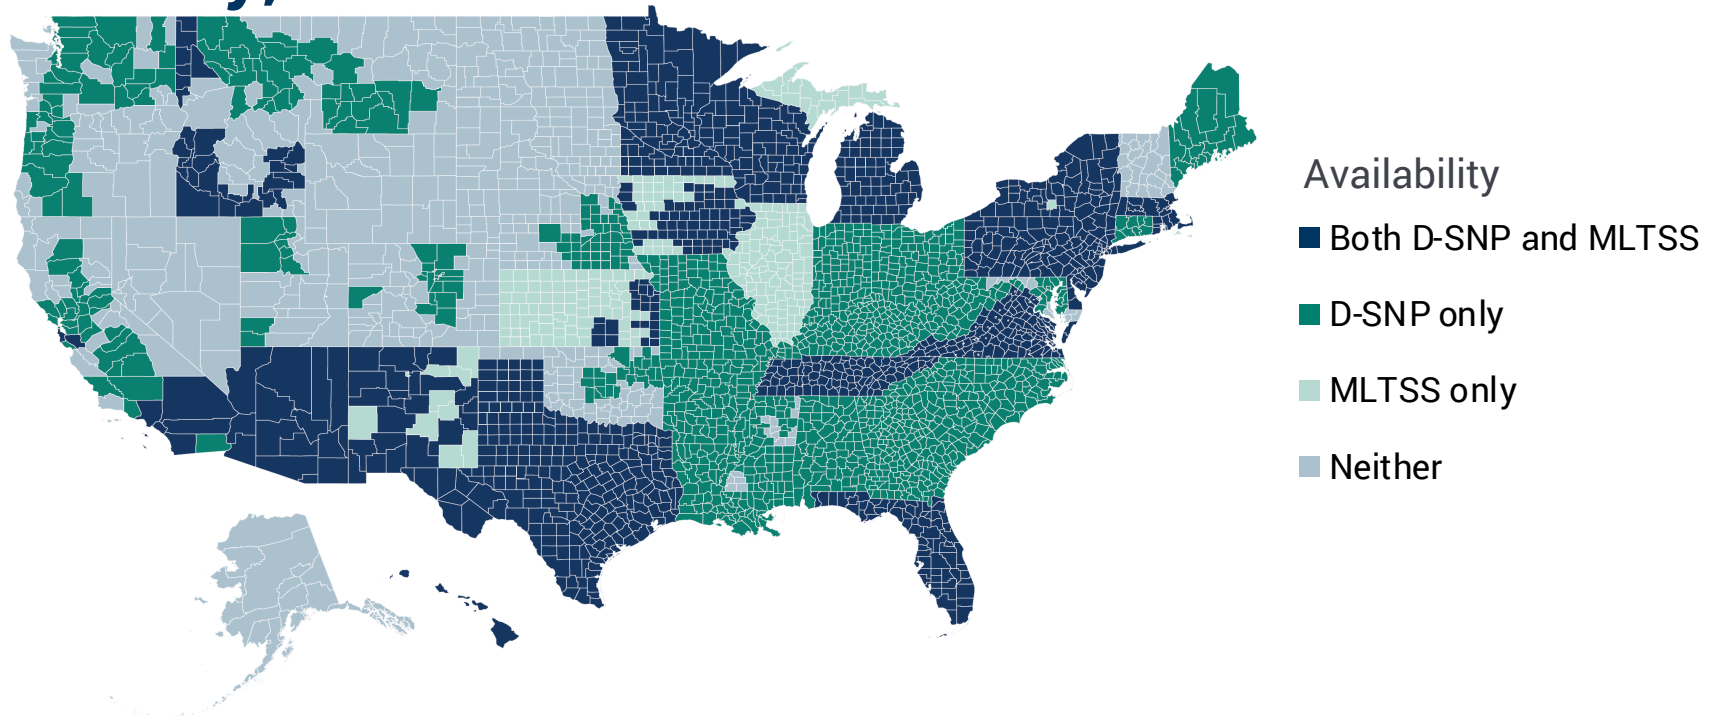 Availability
Both D-SNP and MLTSS
D-SNP only
MLTSS only
Neither